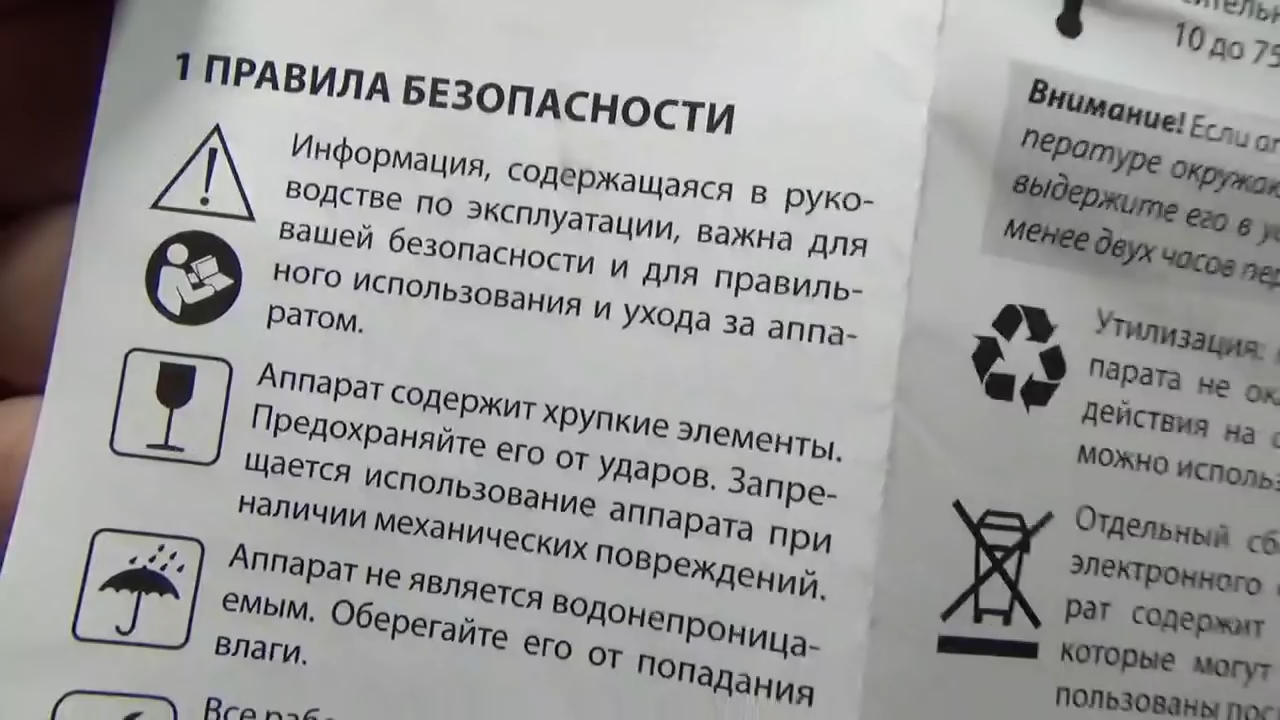 1 ПРАВИЛА БЕЗОПАСНОСТИ
Информация, содержащаяся в руко-
водстве по эксплуатации, важна для
вашей безопасности и для правиль-
ного использования и ухода за аппа-
ратом.
Аппарат содержит хрупкие элементы.
Предохраняйте его от ударов. Запре-
щается использование аппарата при
наличии механических повреждений.
Аппарат не является водонепроница-
емым. Оберегайте его от попадания
влаги.
Все
10 до 75
Внимание! Если
пературе
выдержите его в
менее двух часов
Утилизация:
парата не
действия на
можно
Отдельный
электронного
рат содержит
которые могут
пользованы